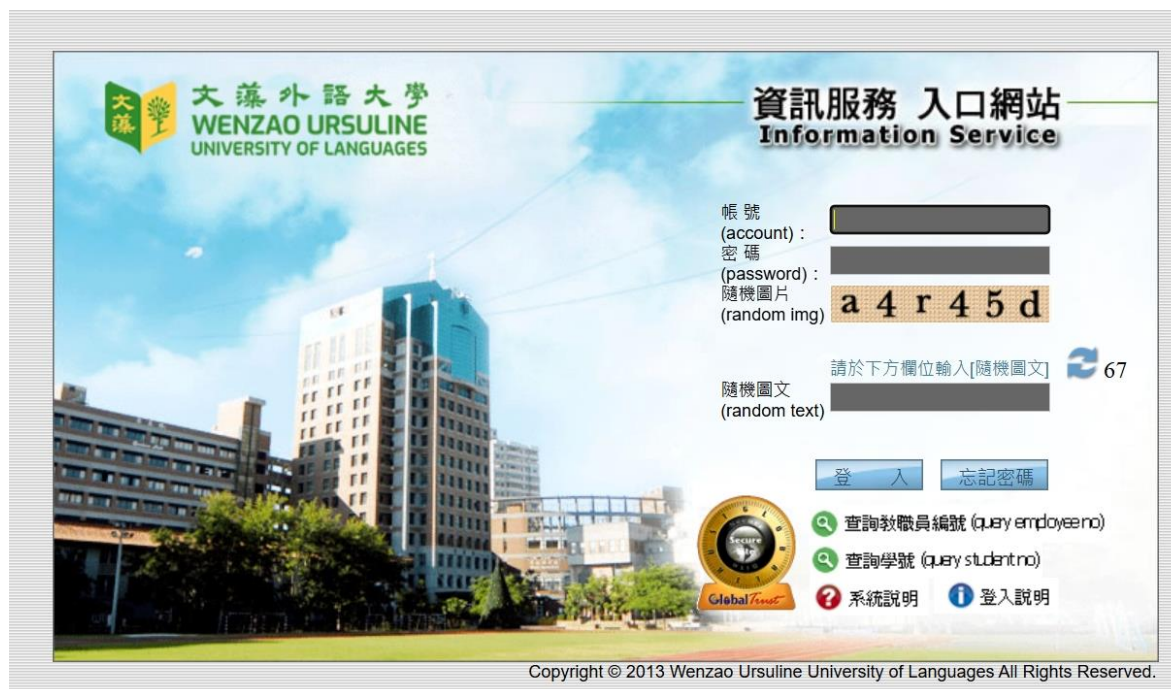 文藻
文藻外語大學
WENZAO URSULINE
UNIVERSITY OF LANGUAGES
資訊服務 入口網站
Information Service
帳 號
(account) :
密 碼
(password) :
隨機圖片
(random img)
a 4 r 4 5 d
請於下方欄位輸入[隨機圖文]
67
隨機圖文
(random text)
登 入
忘記密碼
Secure
Site
GlobalTrust
查詢教職員編號 (query employee no)
查詢學號 (query student no)
系統說明
登入說明
Copyright © 2013 Wenzao Ursuline University of Languages All Rights Reserved.